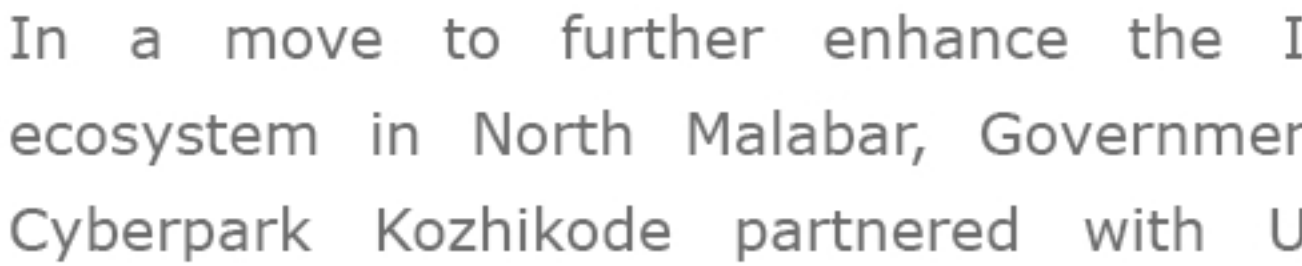 In a move to further enhance the
ecosystem in North Malabar,
Cyberpark Kozhikode partnered with